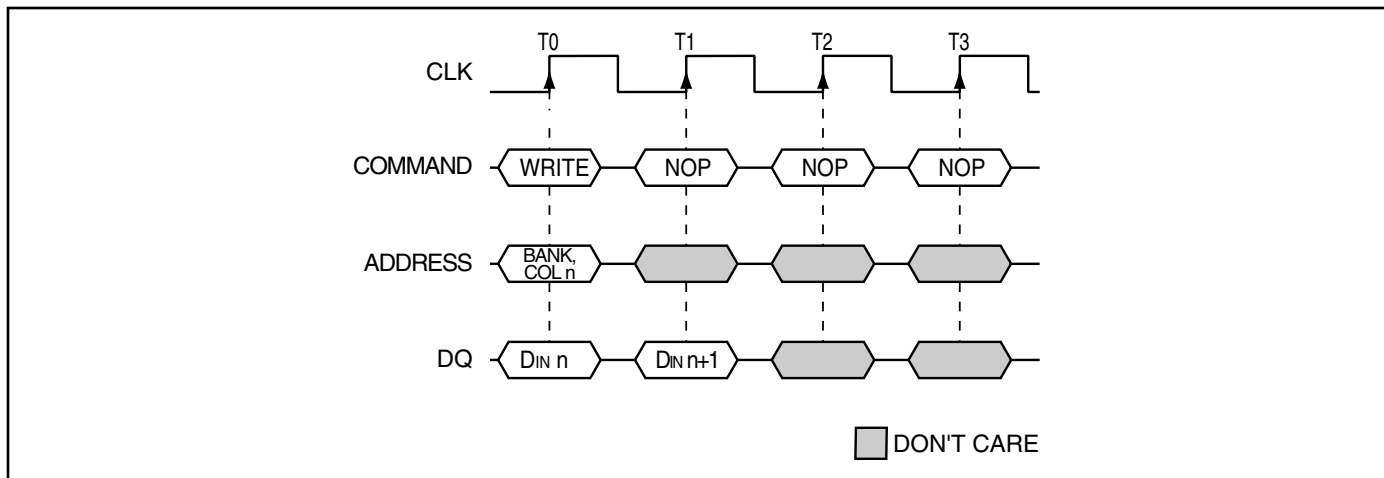 T0 T1 T2 T3
CLK
COMMAND WRITE NOP NOP NOP
ADDRESS BANK,
COL n
DQ DIN n DIN n+1
DON'T CARE